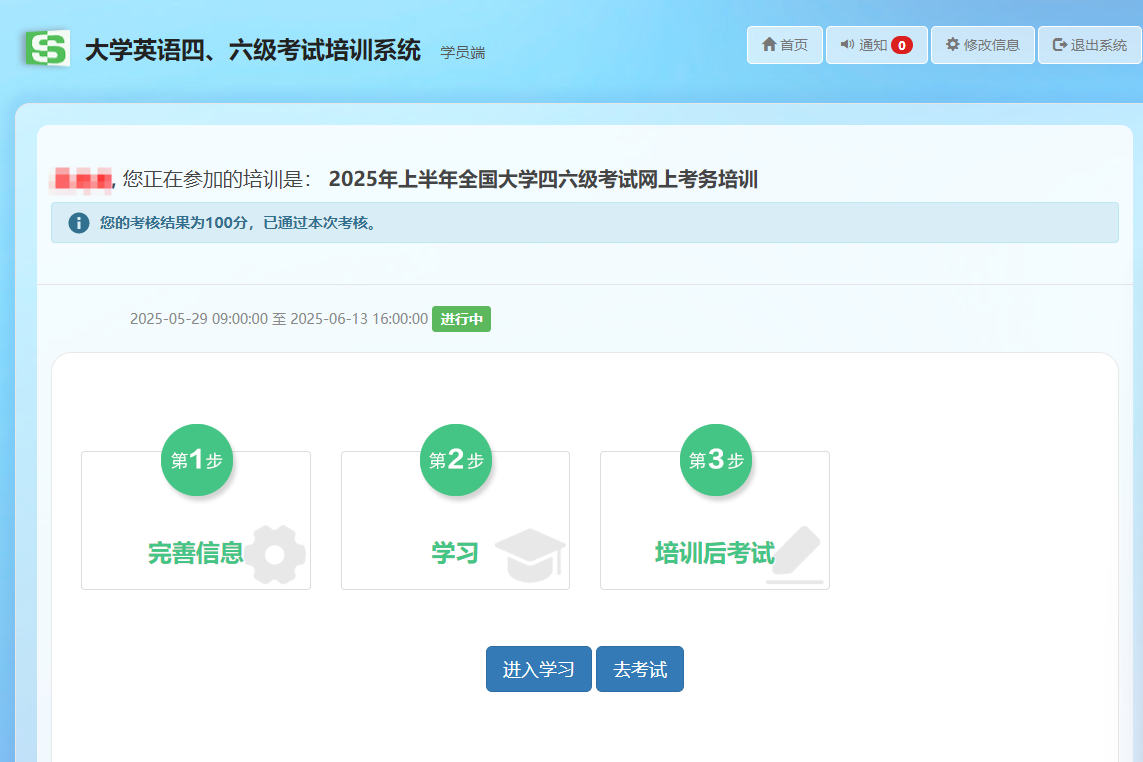 大学英语四、六级考试培训系统 学员端
首页 通知 0 修改信息 退出系统
, 您正在参加的培训是： 2025年上半年全国大学四六级考试网上考务培训
您的考核结果为100分，已通过本次考核。
2025-05-29 09:00:00 至 2025-06-13 16:00:00 进行中
第1步 第2步 第3步
完善信息 学习 培训后考试
进入学习 去考试